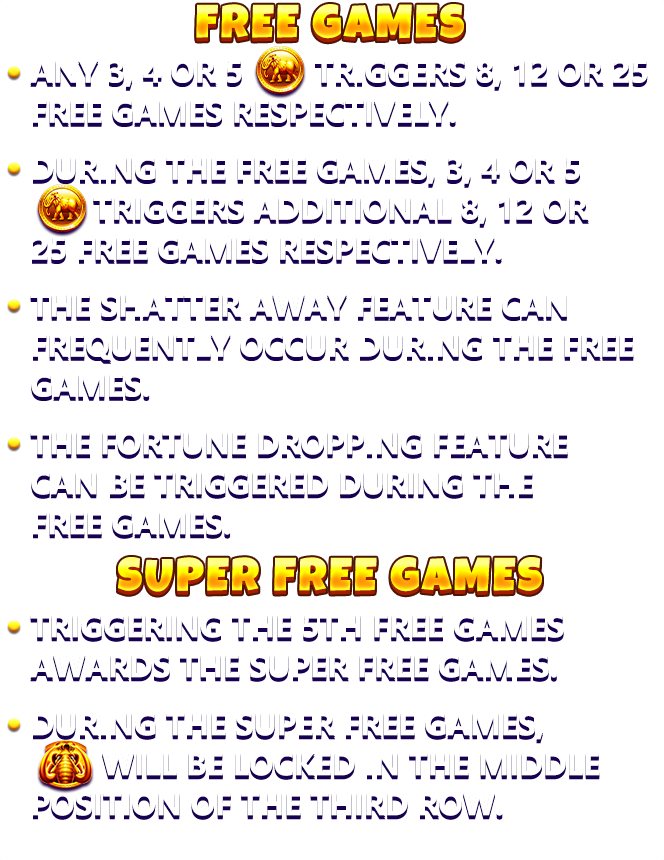 FREE GAMES
• ANY 3, 4 OR 5 TRIGGERS 8, 12 OR 25
FREE GAMES RESPECTIVELY.
• DURING THE FREE GAMES, 3, 4 OR 5
TRIGGERS ADDITIONAL 8, 12 OR
25 FREE GAMES RESPECTIVELY.
• THE SHATTER AWAY FEATURE CAN
FREQUENTLY OCCUR DURING THE FREE
GAMES.
• THE FORTUNE DROPPING FEATURE
CAN BE TRIGGERED DURING THE
FREE GAMES.
SUPER FREE GAMES
• TRIGGERING THE 5TH FREE GAMES
AWARDS THE SUPER FREE GAMES.
• DURING THE SUPER FREE GAMES,
WILL BE LOCKED IN THE MIDDLE
POSITION OF THE THIRD ROW.